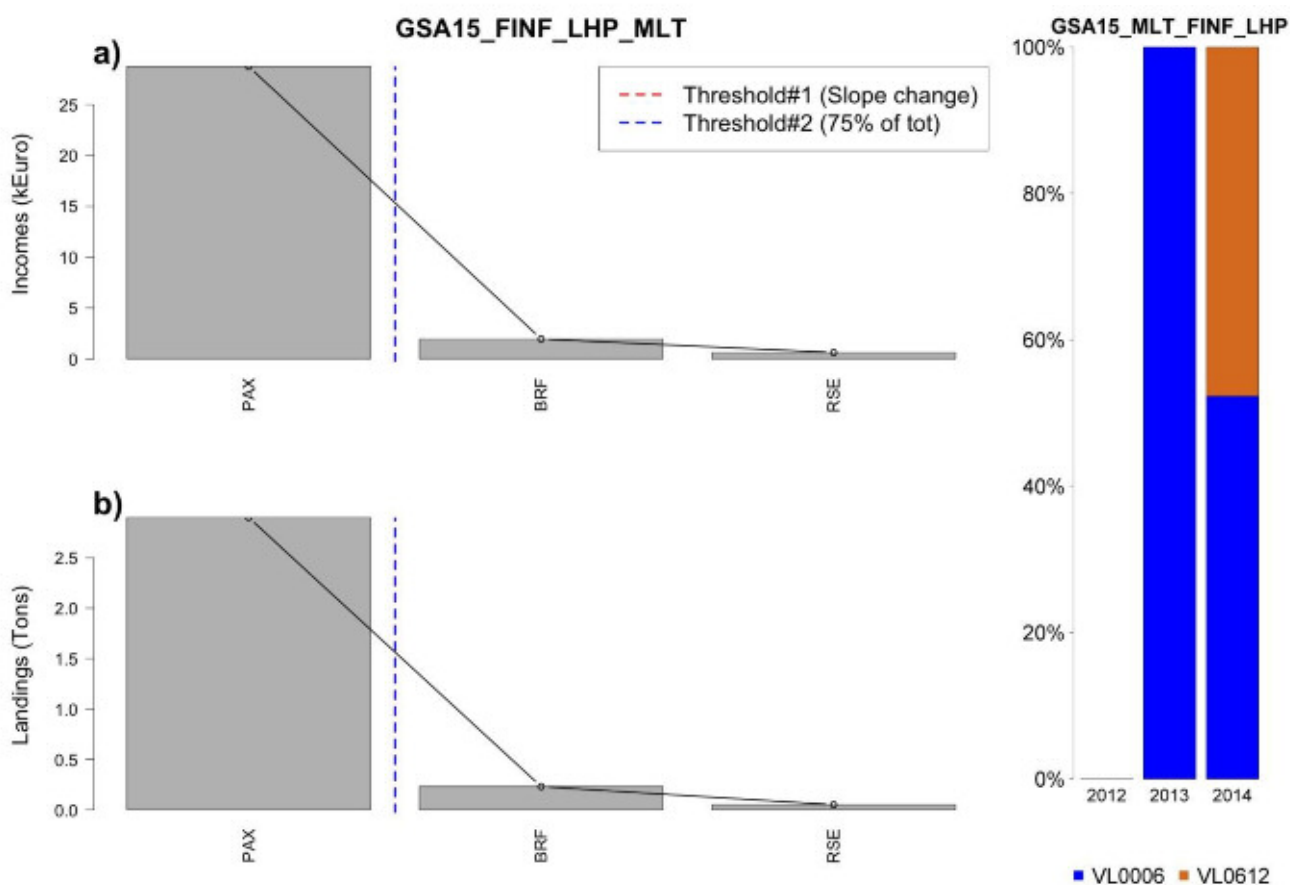 GSA15_FINF_LHP_MLT
a)
Incomes (kEuro)
25
20
15
10
5
0
Threshold#1 (Slope change)
Threshold#2 (75% of tot)
PAX
BRF
RSE
b)
Landings (Tons)
2.5
2.0
1.5
1.0
0.5
0.0
PAX
BRF
RSE
GSA15_MLT_FINF_LHP
100%
80%
60%
40%
20%
0%
2012 2013 2014
VL0006 VL0612